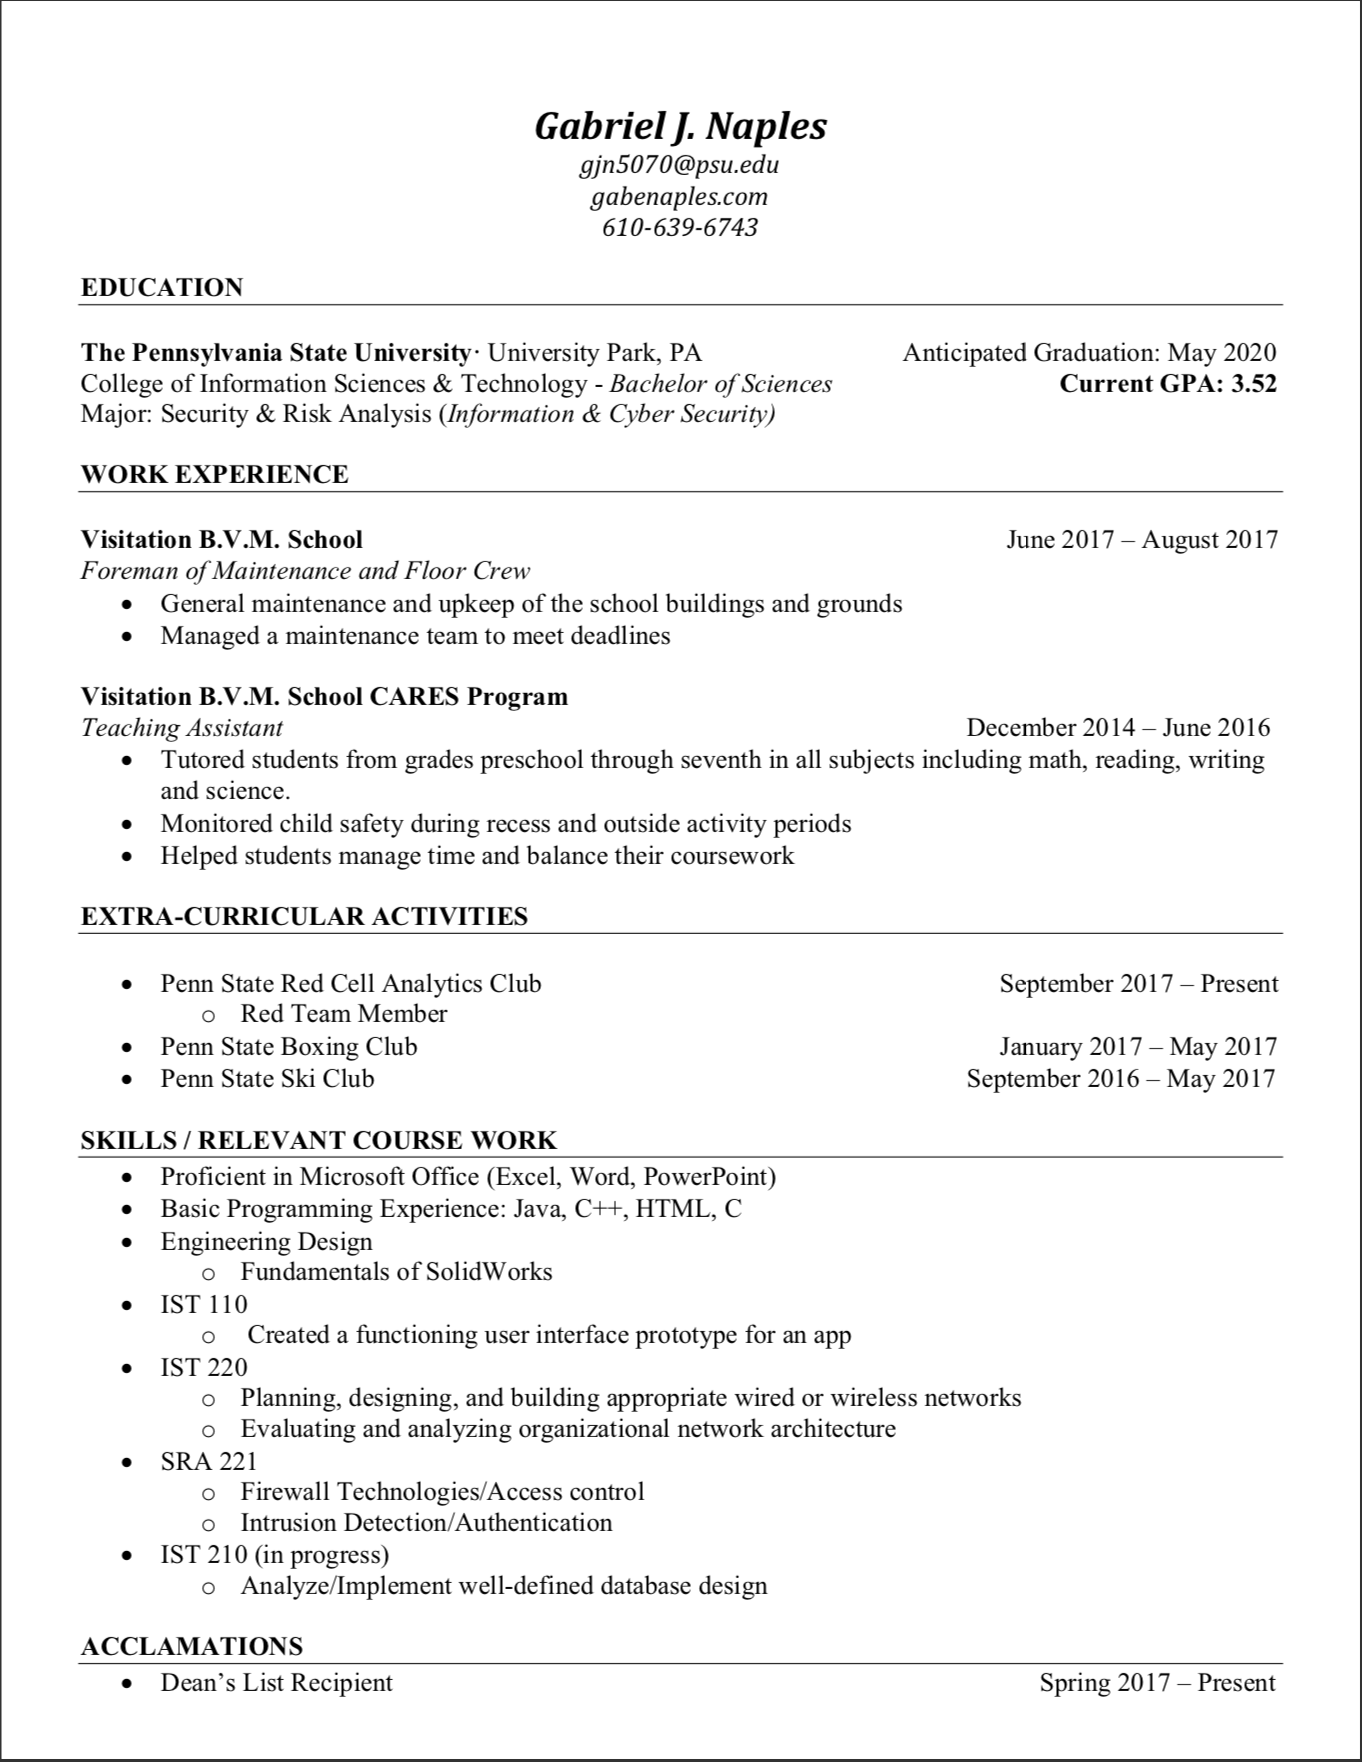 Gabriel J. Naples
gjn5070@psu.edu
gabenaples.com
610-639-6743
EDUCATION
The Pennsylvania State University· University Park, PA Anticipated Graduation: May 2020
College of Information Sciences & Technology - Bachelor of Sciences Current GPA: 3.52
Major: Security & Risk Analysis (Information & Cyber Security)
WORK EXPERIENCE
Visitation B.V.M. School June 2017 – August 2017
Foreman of Maintenance and Floor Crew
• General maintenance and upkeep of the school buildings and grounds
• Managed a maintenance team to meet deadlines
Visitation B.V.M. School CARES Program
Teaching Assistant December 2014 – June 2016
• Tutored students from grades preschool through seventh in all subjects including math, reading, writing
and science.
• Monitored child safety during recess and outside activity periods
• Helped students manage time and balance their coursework
EXTRA-CURRICULAR ACTIVITIES
• Penn State Red Cell Analytics Club September 2017 – Present
o Red Team Member
• Penn State Boxing Club January 2017 – May 2017
• Penn State Ski Club September 2016 – May 2017
SKILLS / RELEVANT COURSE WORK
• Proficient in Microsoft Office (Excel, Word, PowerPoint)
• Basic Programming Experience: Java, C++, HTML, C
• Engineering Design
o Fundamentals of SolidWorks
• IST 110
o Created a functioning user interface prototype for an app
• IST 220
o Planning, designing, and building appropriate wired or wireless networks
o Evaluating and analyzing organizational network architecture
• SRA 221
o Firewall Technologies/Access control
o Intrusion Detection/Authentication
• IST 210 (in progress)
o Analyze/Implement well-defined database design
ACCLAMATIONS
• Dean’s List Recipient Spring 2017 – Present